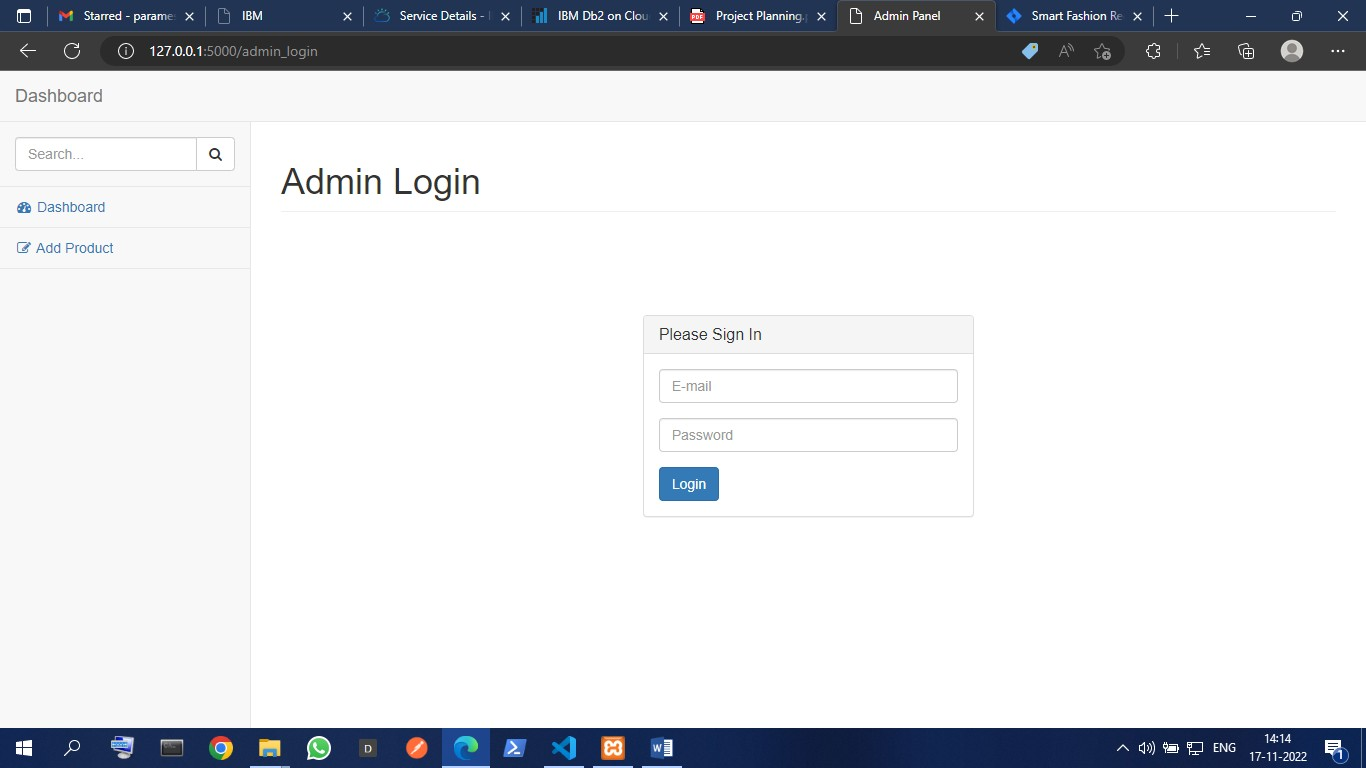 Starred - parame
IBM
Service Details -
IBM Db2 on Clou
Project Planning.
Admin Panel
Smart Fashion Re
127.0.0.1:5000/admin_login
Dashboard
Search...
Dashboard
Add Product
Admin Login
Please Sign In
E-mail
Password
Login
ENG
14:14
17-11-2022
1